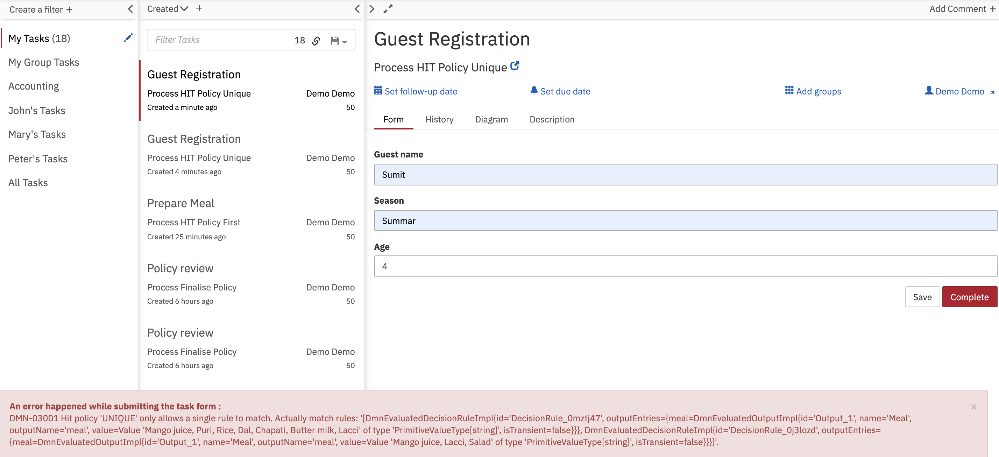 Create a filter +
Created +
Add Comment +
My Tasks (18)
My Group Tasks
Accounting
John's Tasks
Mary's Tasks
Peter's Tasks
All Tasks
Filter Tasks 18
Guest Registration
Process HIT Policy Unique Demo Demo
Created a minute ago 50
Guest Registration
Process HIT Policy Unique Demo Demo
Created 4 minutes ago 50
Prepare Meal
Process HIT Policy First Demo Demo
Created 25 minutes ago 50
Policy review
Process Finalise Policy Demo Demo
Created 6 hours ago 50
Policy review
Process Finalise Policy Demo Demo
Created 6 hours ago 50
Guest Registration
Process HIT Policy Unique
Set follow-up date Set due date Add groups Demo Demo ×
Form History Diagram Description
Guest name
Sumit
Season
Summar
Age
4
Save Complete
An error happened while submitting the task form :
DMN-03001 Hit policy 'UNIQUE' only allows a single rule to match. Actually match rules: '[DmnEvaluatedDecisionRuleImpl{id='DecisionRule_0mztj47', outputEntries={meal=DmnEvaluatedOutputImpl{id='Output_1', name='Meal',
outputName='meal', value=Value 'Mango juice, Puri, Rice, Dal, Chapati, Butter milk, Lacci' of type 'PrimitiveValueType[string]', isTransient=false}}}, DmnEvaluatedDecisionRuleImpl{id='DecisionRule_0j3lozd', outputEntries=
{meal=DmnEvaluatedOutputImpl{id='Output_1', name='Meal', outputName='meal', value=Value 'Mango juice, Lacci, Salad' of type 'PrimitiveValueType[string]', isTransient=false}}}]'.